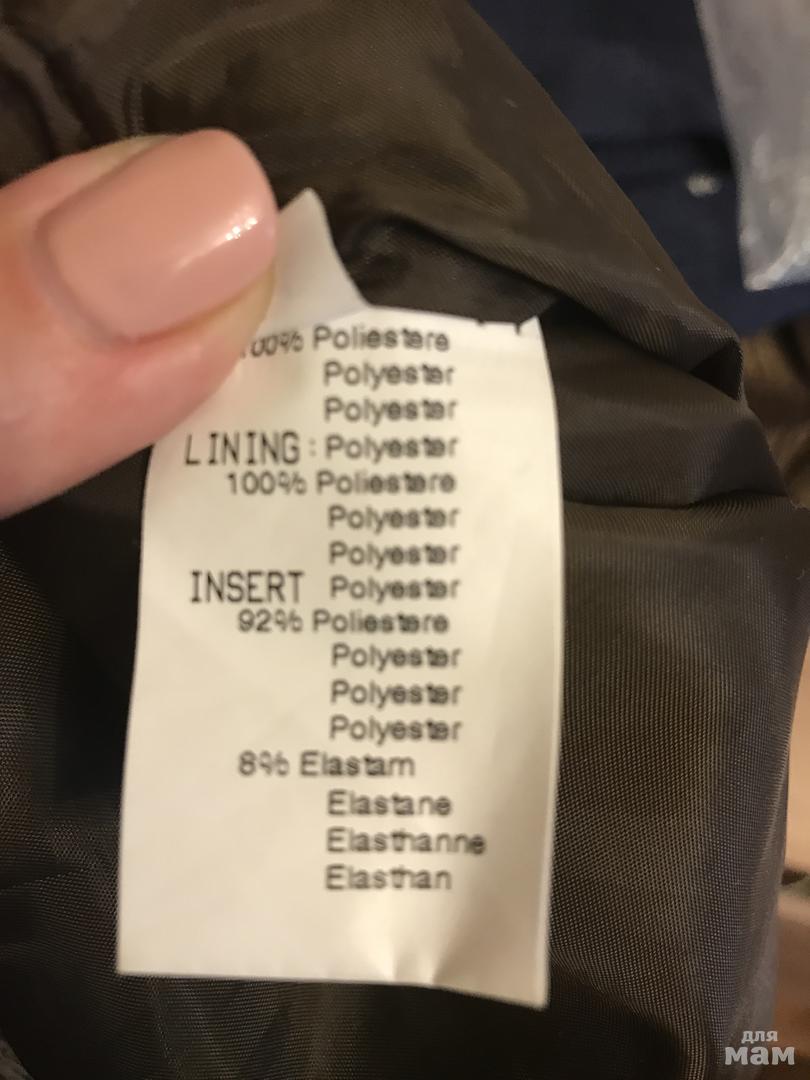 100% Poliestere
Polyester
Polyester
LINING: Polyester
100% Poliestere
Polyester
Polyester
INSERT Polyester
92% Poliestere
Polyester
Polyester
Polyester
8% Elastam
Elastane
Elasthanne
Elasthan
для
мам